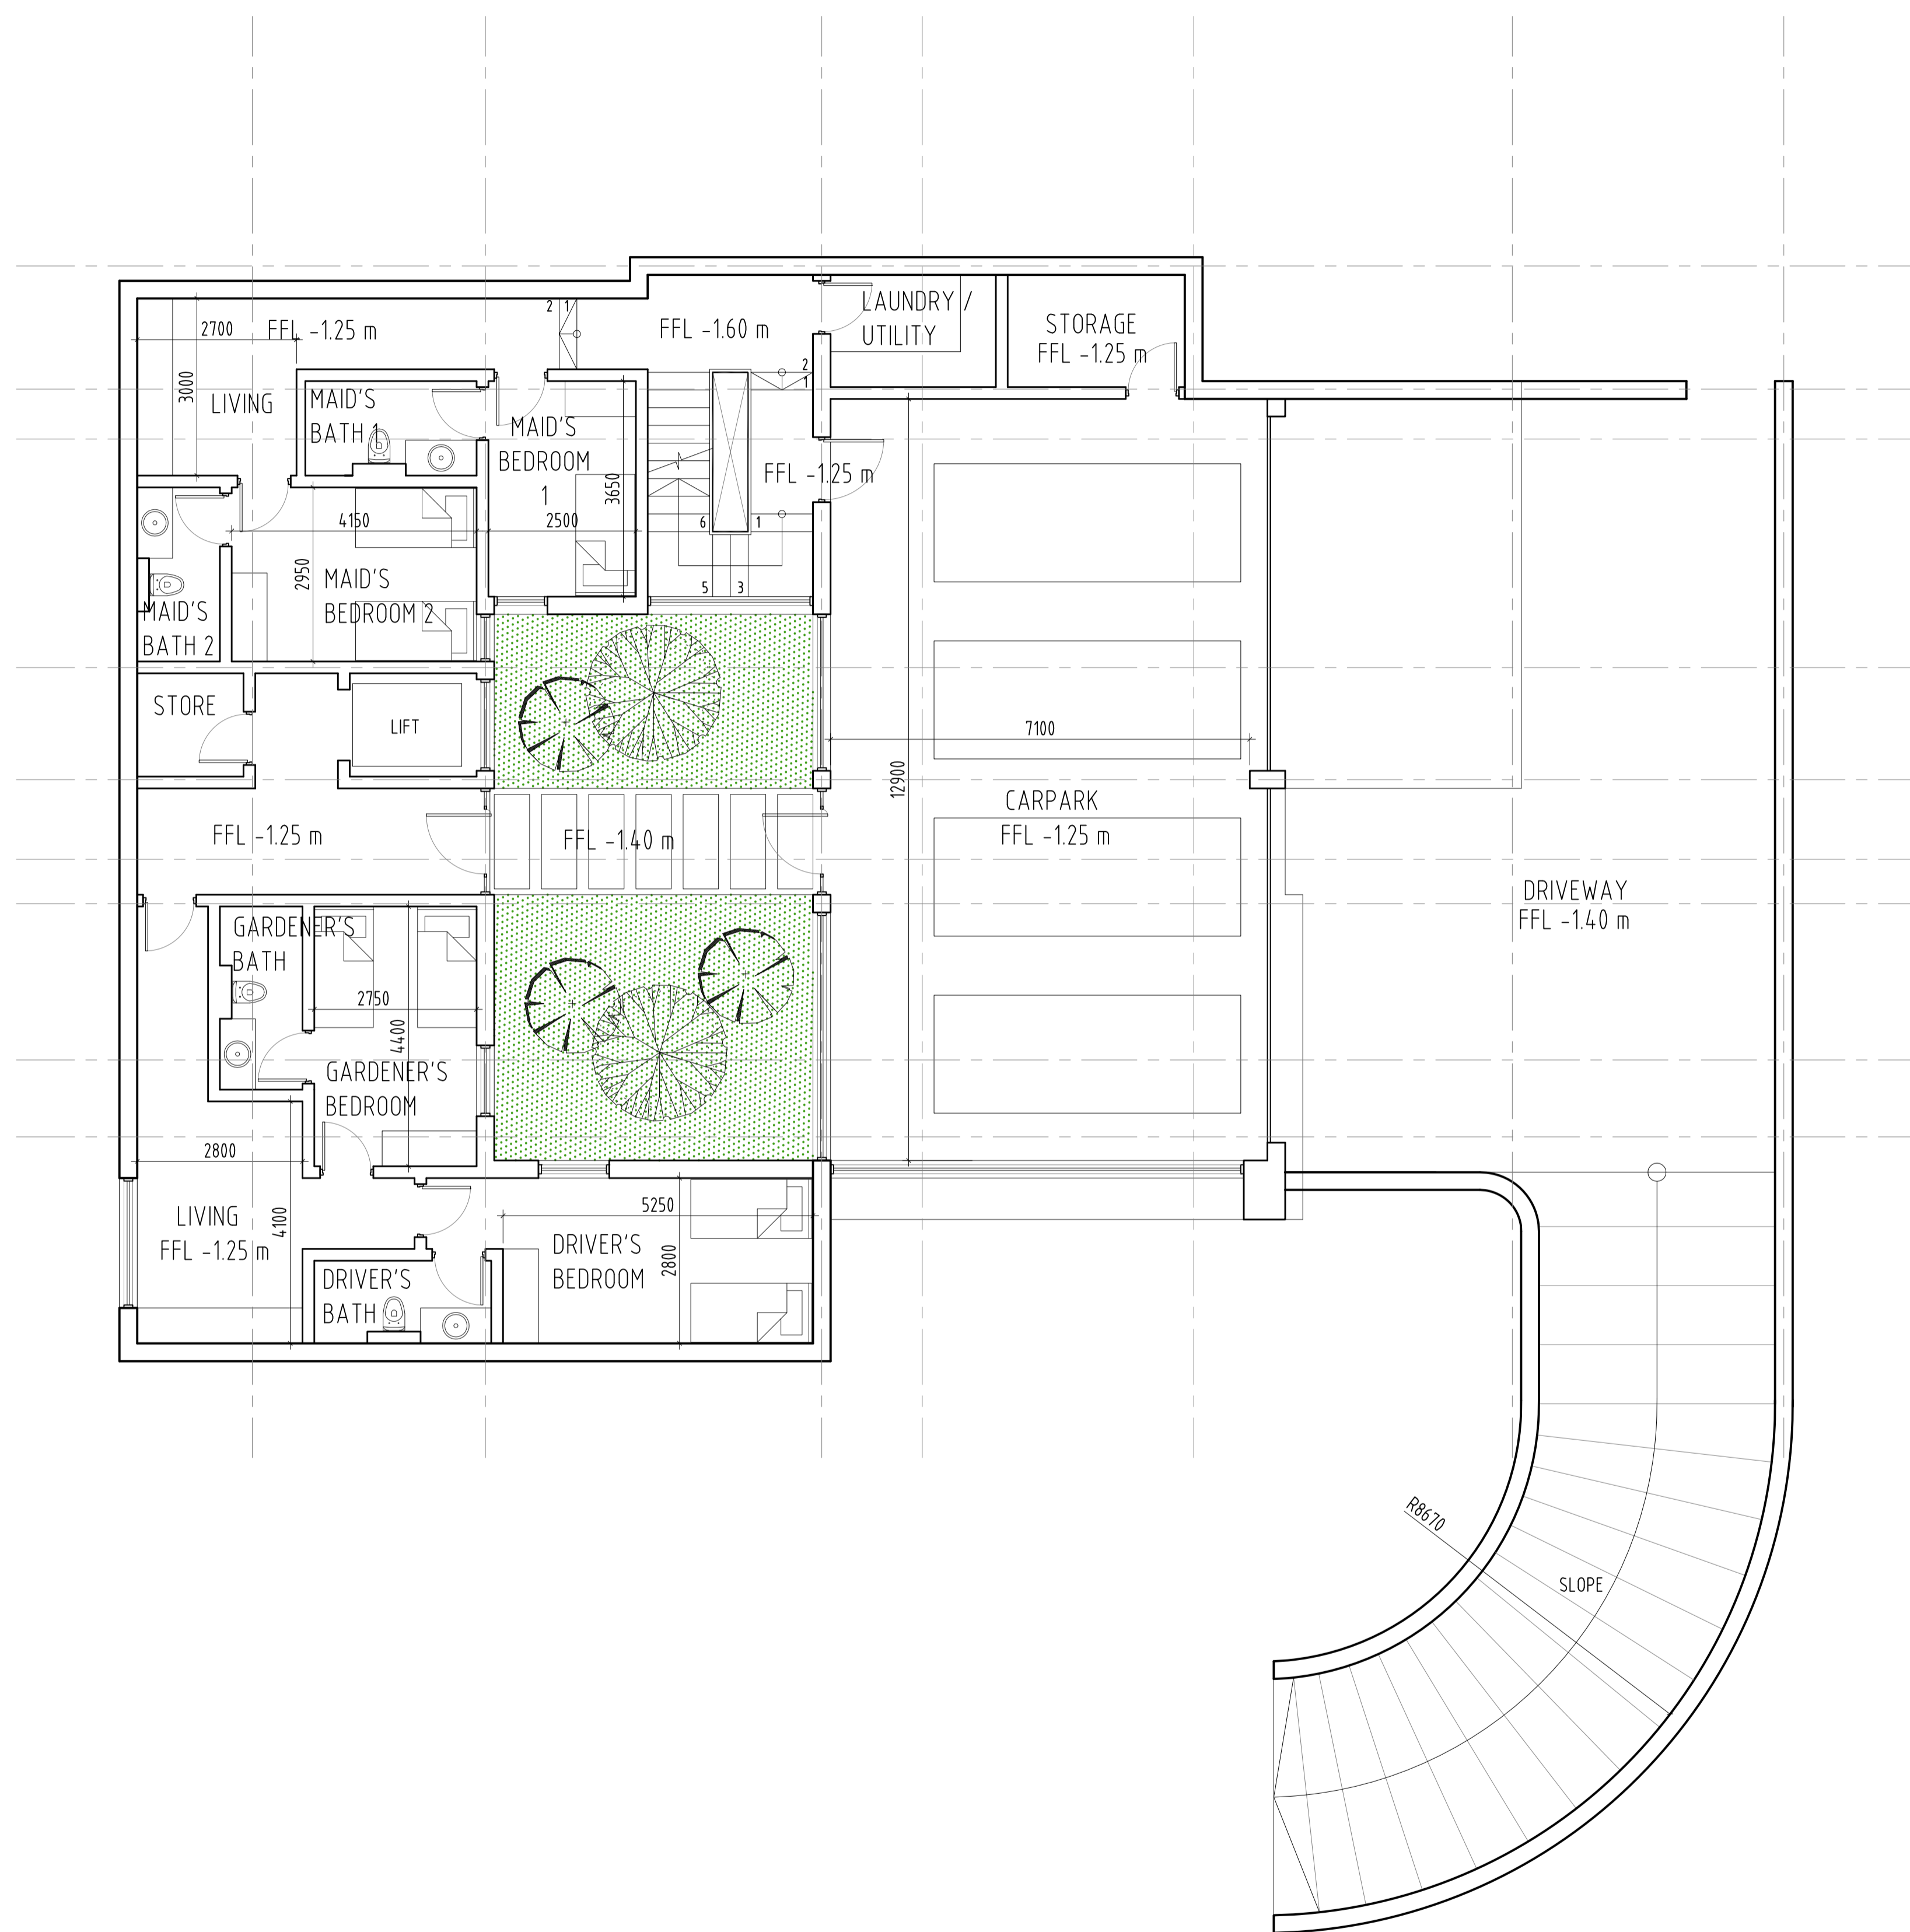 2 1
LAUNDRY /
UTILITY
2700
FFL -1.25 m
FFL -1.60 m
STORAGE
FFL -1.25 m
2
1
3000
LIVING
MAID'S
BATH 1
MAID'S
BEDROOM
1
3650
FFL -1.25 m
4150
2500
6
1
2950
MAID'S
BEDROOM 2
5
3
MAID'S
BATH 2
STORE
LIFT
7100
12900
CARPARK
FFL -1.25 m
FFL -1.25 m
FFL -1.40 m
DRIVEWAY
FFL -1.40 m
GARDENER'S
BATH
2750
4400
GARDENER'S
BEDROOM
2800
LIVING
FFL -1.25 m
4100
5250
DRIVER'S
BEDROOM
2800
DRIVER'S
BATH
R8670
SLOPE